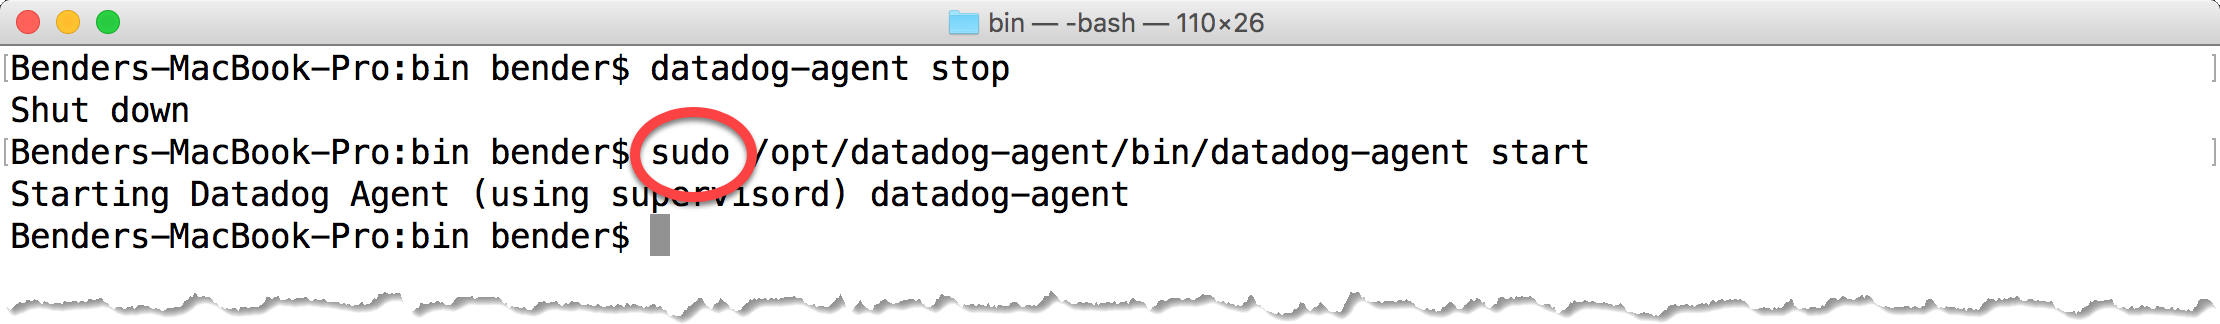 bin — -bash — 110×26
Benders-MacBook-Pro:bin bender$ datadog-agent stop
Shut down
Benders-MacBook-Pro:bin bender$ sudo /opt/datadog-agent/bin/datadog-agent start
Starting Datadog Agent (using supervisord) datadog-agent
Benders-MacBook-Pro:bin bender$